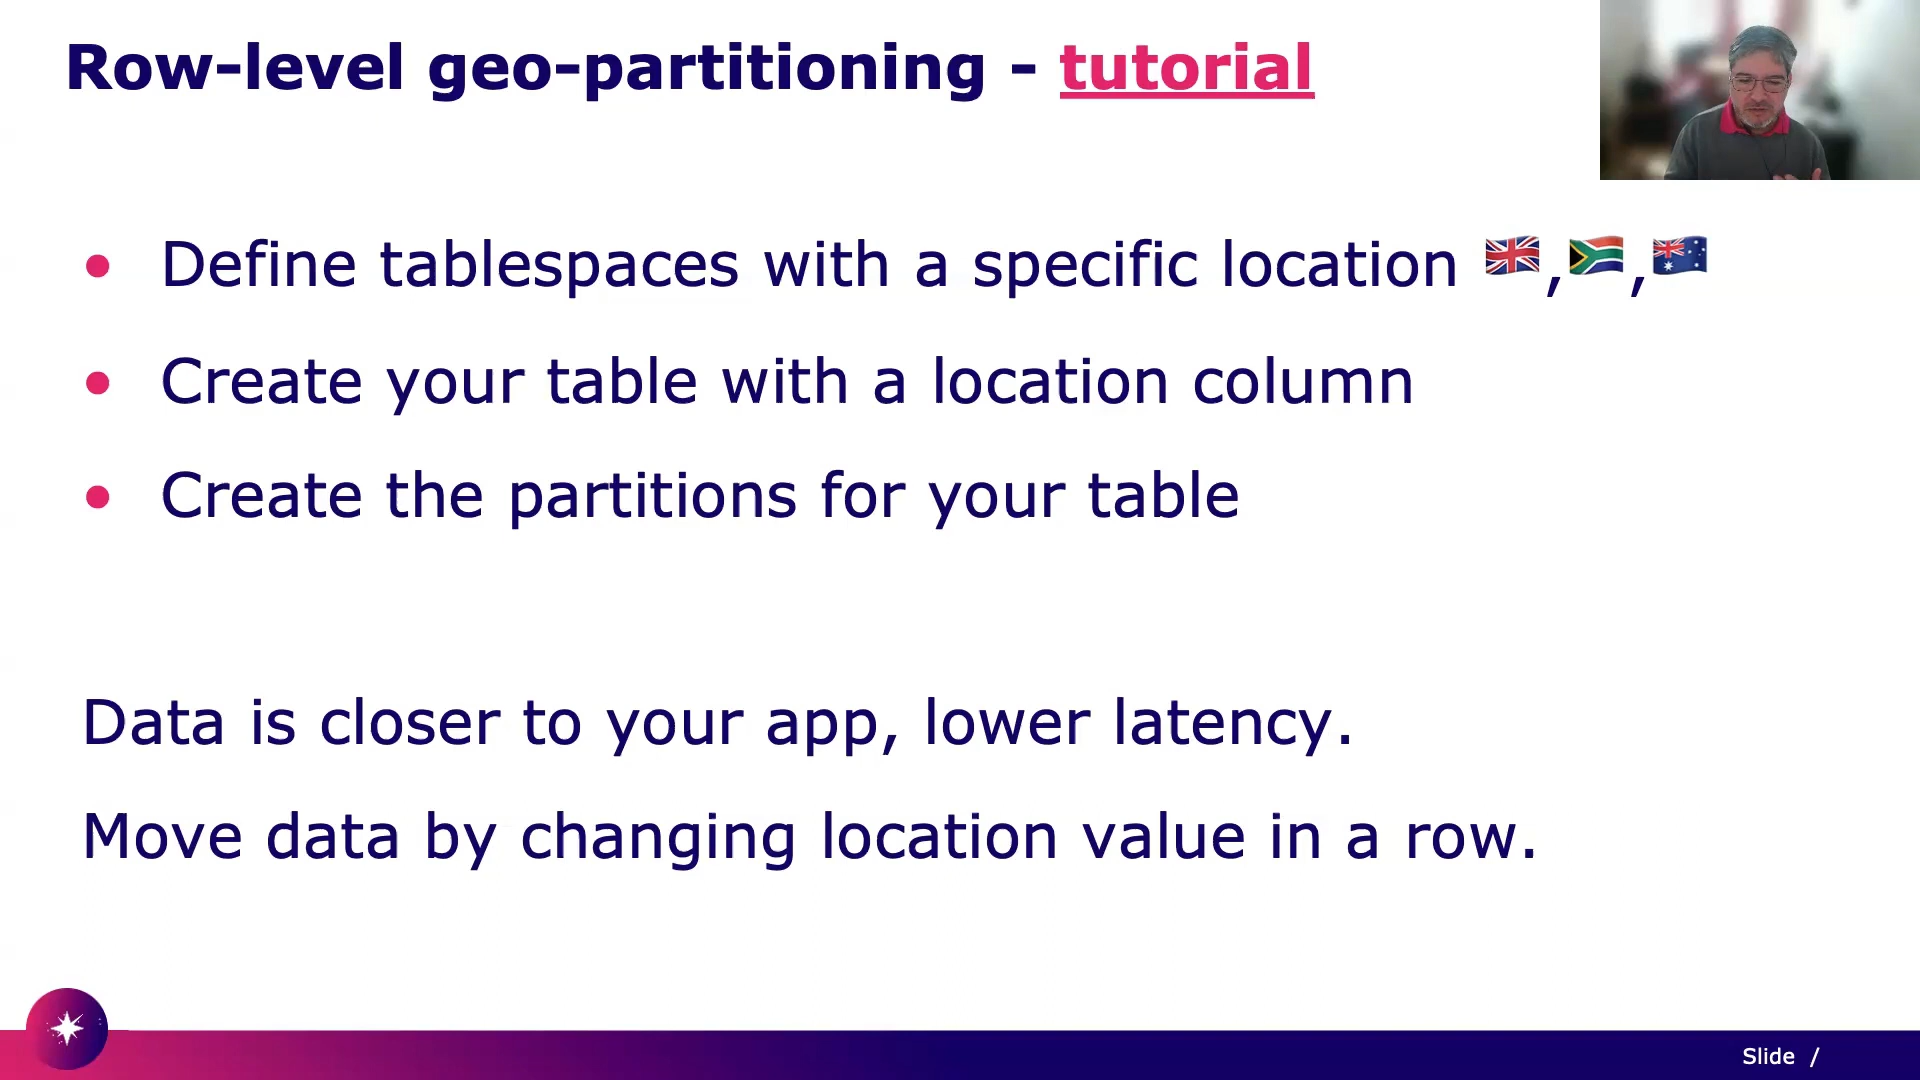 Row-level geo-partitioning - tutorial
• Define tablespaces with a specific location 🇬🇧,🇿🇦,🇦🇺
• Create your table with a location column
• Create the partitions for your table
Data is closer to your app, lower latency.
Move data by changing location value in a row.
Slide /